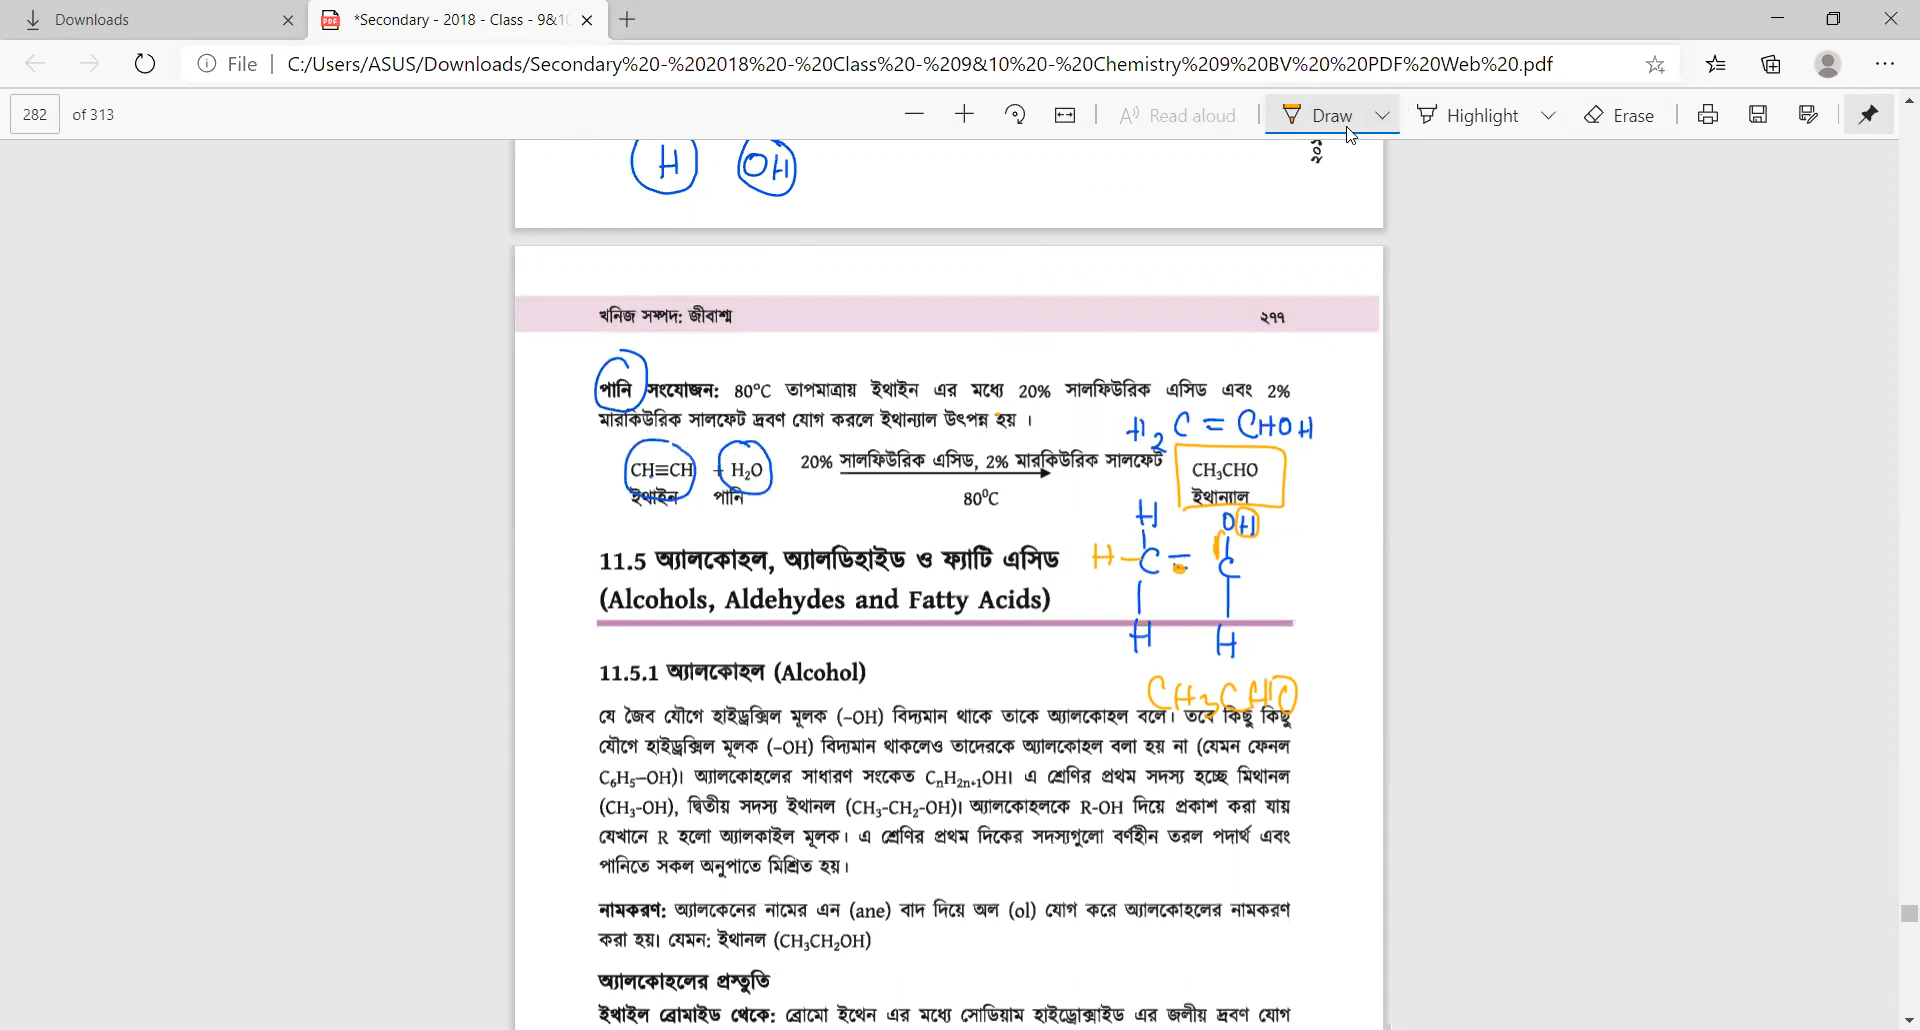 Downloads
*Secondary - 2018 - Class - 9&10
File
C:/Users/ASUS/Downloads/Secondary%20-%202018%20-%20Class%20-%209&10%20-%20Chemistry%209%20BV%20%20PDF%20Web%20.pdf
282 of 313
Read aloud
Draw
Highlight
Erase
H OH
খনিজ সম্পদ: জীবাশ্ম ২৭৭
পানি সংযোজন: 80°C তাপমাত্রায় ইথাইন এর মধ্যে 20% সালফিউরিক এসিড এবং 2%
মারকিউরিক সালফেট দ্রবণ যোগ করলে ইথান্যাল উৎপন্ন হয় ।
H₂C = CHOH
CH≡CH + H₂O 20% সালফিউরিক এসিড, 2% মারকিউরিক সালফেট CH₃CHO
ইথাইন পানি 80⁰C ইথান্যাল
H OH
H – C = C
H H
11.5 অ্যালকোহল, অ্যালডিহাইড ও ফ্যাটি এসিড
(Alcohols, Aldehydes and Fatty Acids)
11.5.1 অ্যালকোহল (Alcohol)
CH₃CHO
যে জৈব যৌগে হাইড্রক্সিল মূলক (–OH) বিদ্যমান থাকে তাকে অ্যালকোহল বলে। তবে কিছু কিছু
যৌগে হাইড্রক্সিল মূলক (–OH) বিদ্যমান থাকলেও তাদেরকে অ্যালকোহল বলা হয় না (যেমন ফেনল
C₆H₅–OH)। অ্যালকোহলের সাধারণ সংকেত CₙH₂ₙ₊₁OH। এ শ্রেণির প্রথম সদস্য হচ্ছে মিথানল
(CH₃-OH), দ্বিতীয় সদস্য ইথানল (CH₃-CH₂-OH)। অ্যালকোহলকে R-OH দিয়ে প্রকাশ করা যায়
যেখানে R হলো অ্যালকাইল মূলক। এ শ্রেণির প্রথম দিকের সদস্যগুলো বর্ণহীন তরল পদার্থ এবং
পানিতে সকল অনুপাতে মিশ্রিত হয়।
নামকরণ: অ্যালকেনের নামের এন (ane) বাদ দিয়ে অল (ol) যোগ করে অ্যালকোহলের নামকরণ
করা হয়। যেমন: ইথানল (CH₃CH₂OH)
অ্যালকোহলের প্রস্তুতি
ইথাইল ব্রোমাইড থেকে: ব্রোমো ইথেন এর মধ্যে সোডিয়াম হাইড্রোক্সাইড এর জলীয় দ্রবণ যোগ